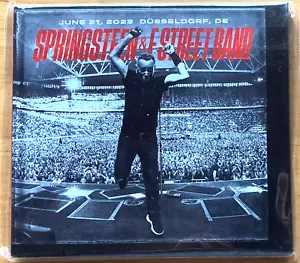 JUNE 21, 2023 DÜSSELDORF, DE
SPRINGSTEEN & E STREET BAND